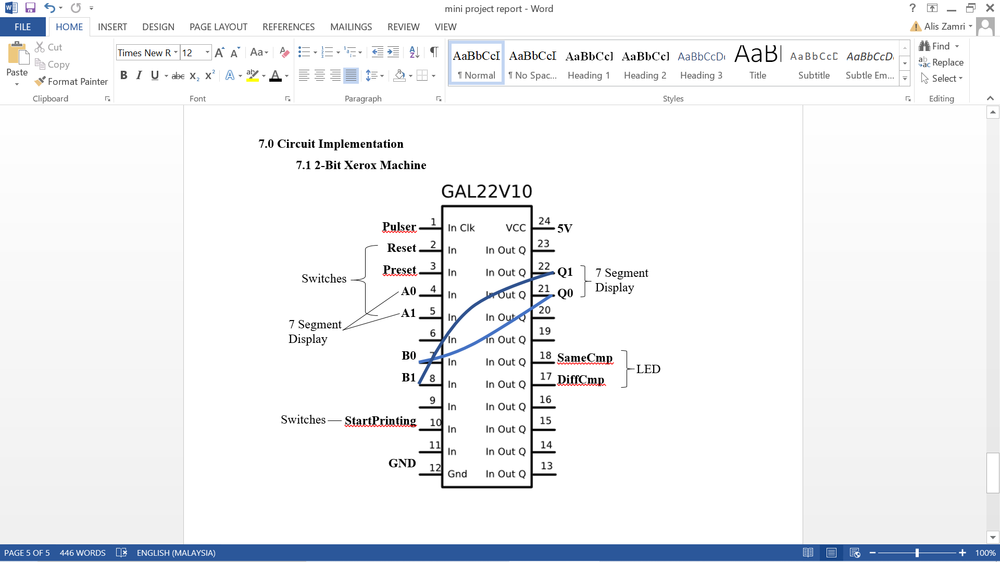 mini project report - Word
FILE HOME INSERT DESIGN PAGE LAYOUT REFERENCES MAILINGS REVIEW VIEW Alis Zamri
Paste
Cut
Copy
Format Painter
Clipboard
Times New R 12
Font
Paragraph
AaBbCcI AaBbCcI AaBbCcI AaBbCcI AaBbCcDc AaBl AaBbCcD AaBbCcD
¶ Normal ¶ No Spac... Heading 1 Heading 2 Heading 3 Title Subtitle Subtle Em...
Styles
Find
Replace
Select
Editing
7.0 Circuit Implementation
7.1 2-Bit Xerox Machine
GAL22V10
Pulser 1 In Clk VCC 24 5V
Reset 2 In In Out Q 23
Preset 3 In In Out Q 22 Q1
Switches
7 Segment
Display
A0 4 In In Out Q 21 Q0
A1 5 In In Out Q 20
7 Segment
Display
6 In In Out Q 19
B0 7 In In Out Q 18 SameCmp
B1 8 In In Out Q 17 DiffCmp
LED
9 In In Out Q 16
Switches StartPrinting 10 In In Out Q 15
11 In In Out Q 14
GND 12 Gnd In Out Q 13
PAGE 5 OF 5 446 WORDS ENGLISH (MALAYSIA) 100%